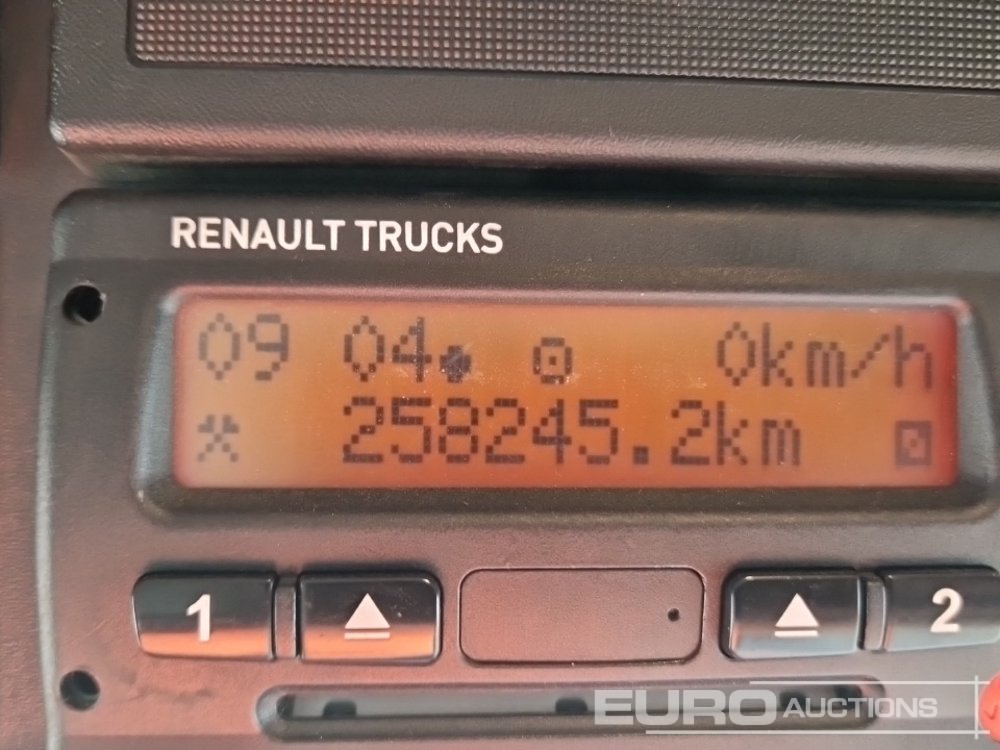 RENAULT TRUCKS
09 04 0km/h
258245.2km
1 2
EURO AUCTIONS